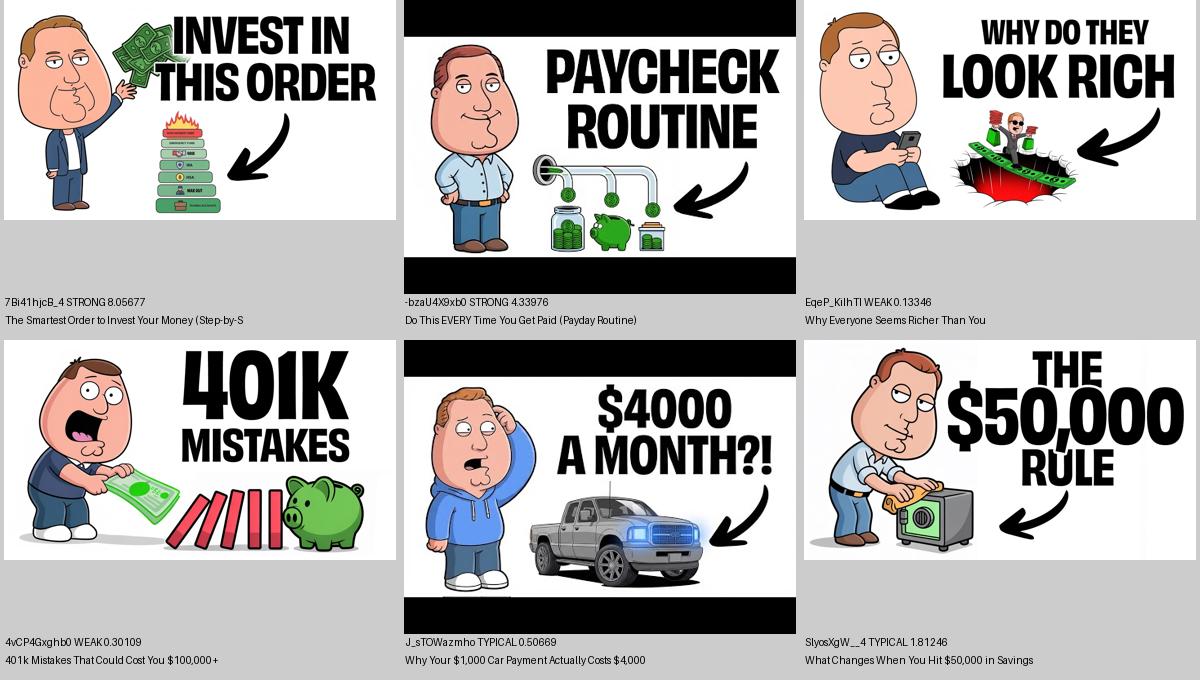 INVEST IN
THIS ORDER
7Bi41hjcB_4 STRONG 8.05677
The Smartest Order to Invest Your Money (Step-by-S
PAYCHECK
ROUTINE
-bzaU4X9xb0 STRONG 4.33976
Do This EVERY Time You Get Paid (Payday Routine)
WHY DO THEY
LOOK RICH
EqeP_KiIhTI WEAK 0.13346
Why Everyone Seems Richer Than You
401K
MISTAKES
4vCP4Gxghb0 WEAK 0.30109
401k Mistakes That Could Cost You $100,000+
$4000
A MONTH?!
J_sTOWazmho TYPICAL 0.50669
Why Your $1,000 Car Payment Actually Costs $4,000
THE
$50,000
RULE
SlyosXgW__4 TYPICAL 1.81246
What Changes When You Hit $50,000 in Savings